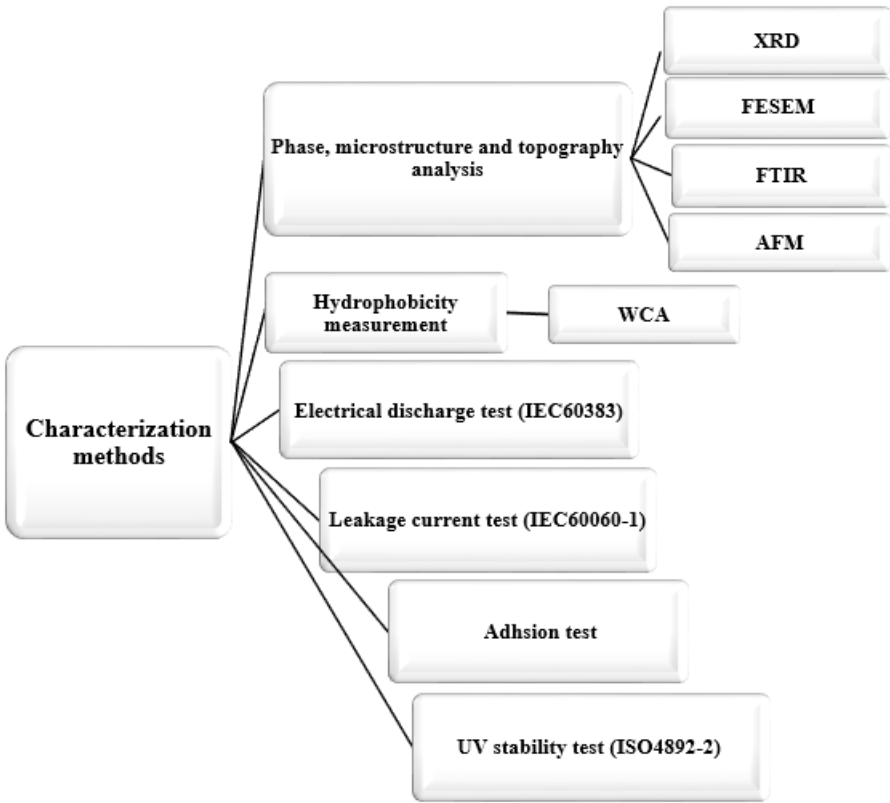 XRD
FESEM
Phase, microstructure and topography
analysis
FTIR
AFM
Hydrophobicity
measurement
WCA
Characterization
methods
Electrical discharge test (IEC60383)
Leakage current test (IEC60060-1)
Adhsion test
UV stability test (ISO4892-2)